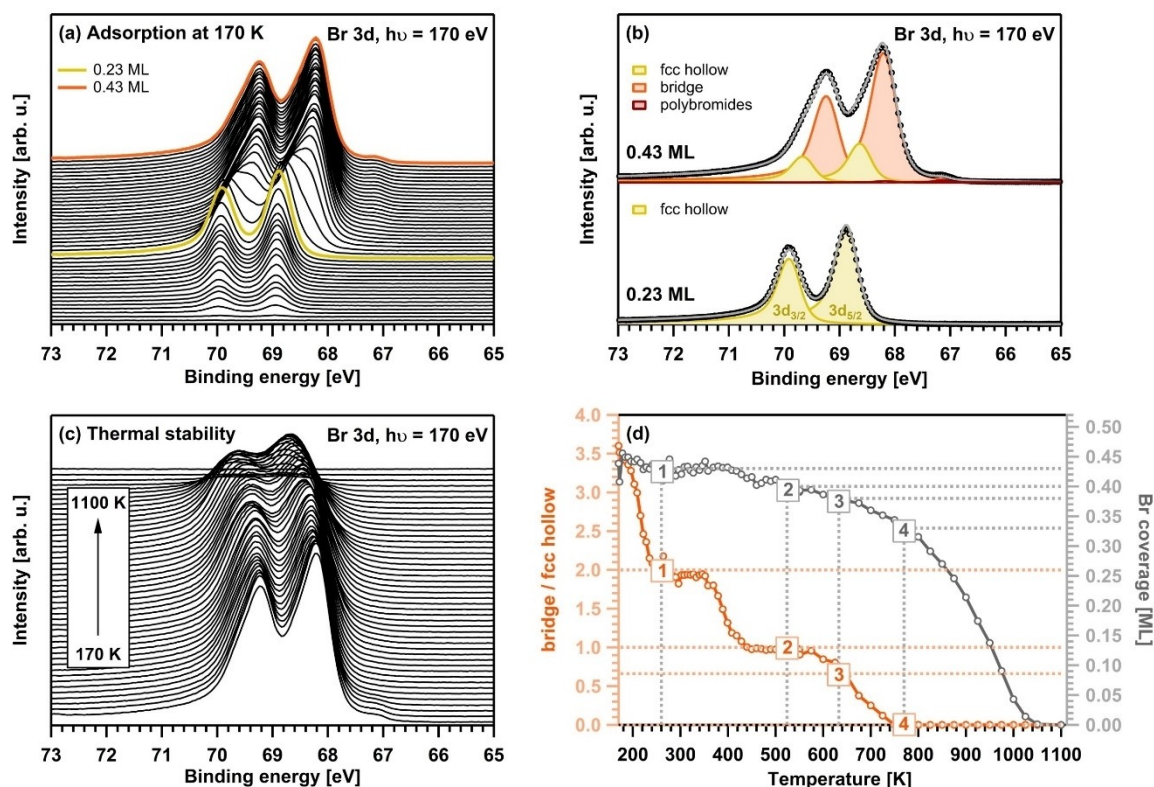 (a) Adsorption at 170 K
Br 3d, hυ = 170 eV
0.23 ML
0.43 ML
Intensity [arb. u.]
73 72 71 70 69 68 67 66 65
Binding energy [eV]
(b)
Br 3d, hυ = 170 eV
fcc hollow
bridge
polybromides
0.43 ML
fcc hollow
0.23 ML
3d3/2 3d5/2
Intensity [arb. u.]
Intensity [arb. u.]
73 72 71 70 69 68 67 66 65
Binding energy [eV]
(c) Thermal stability
Br 3d, hυ = 170 eV
1100 K
170 K
Intensity [arb. u.]
73 72 71 70 69 68 67 66 65
Binding energy [eV]
(d)
4.0
3.5
3.0
2.5
2.0
1.5
1.0
0.5
0.0
bridge / fcc hollow
1 2 3 4
1 2 3 4
0.50
0.45
0.40
0.35
0.30
0.25
0.20
0.15
0.10
0.05
0.00
Br coverage [ML]
200 300 400 500 600 700 800 900 1000 1100
Temperature [K]